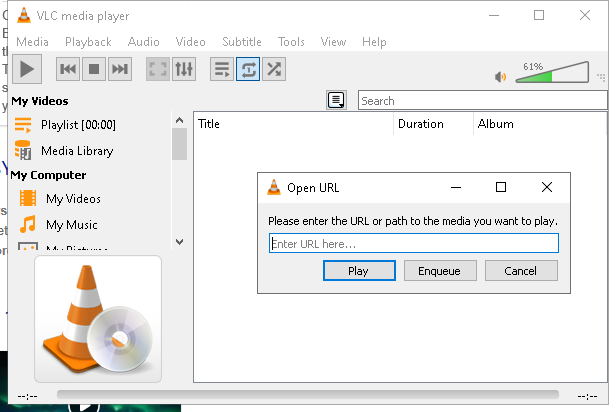 VLC media player
Media Playback Audio Video Subtitle Tools View Help
61%
My Videos
Search
Playlist [00:00]
Title Duration Album
Media Library
My Computer
My Videos
My Music
My Pictures
Open URL
Please enter the URL or path to the media you want to play.
Enter URL here...
Play Enqueue Cancel
--:-- --:--